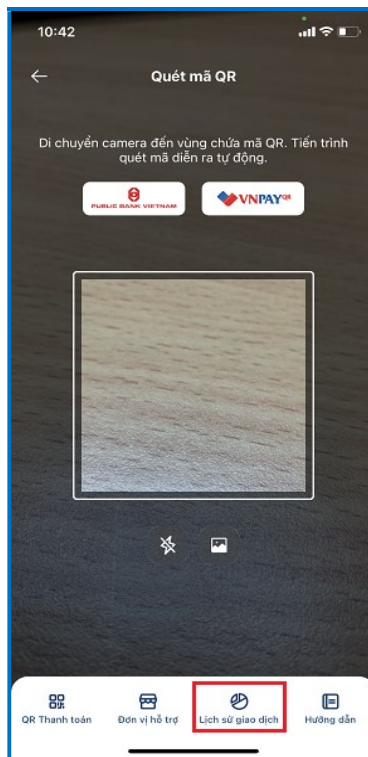 10:42
Quét mã QR
Di chuyển camera đến vùng chứa mã QR. Tiến trình
quét mã diễn ra tự động.
PUBLIC BANK VIETNAM
VNPAYQR
QR Thanh toán
Đơn vị hỗ trợ
Lịch sử giao dịch
Hướng dẫn